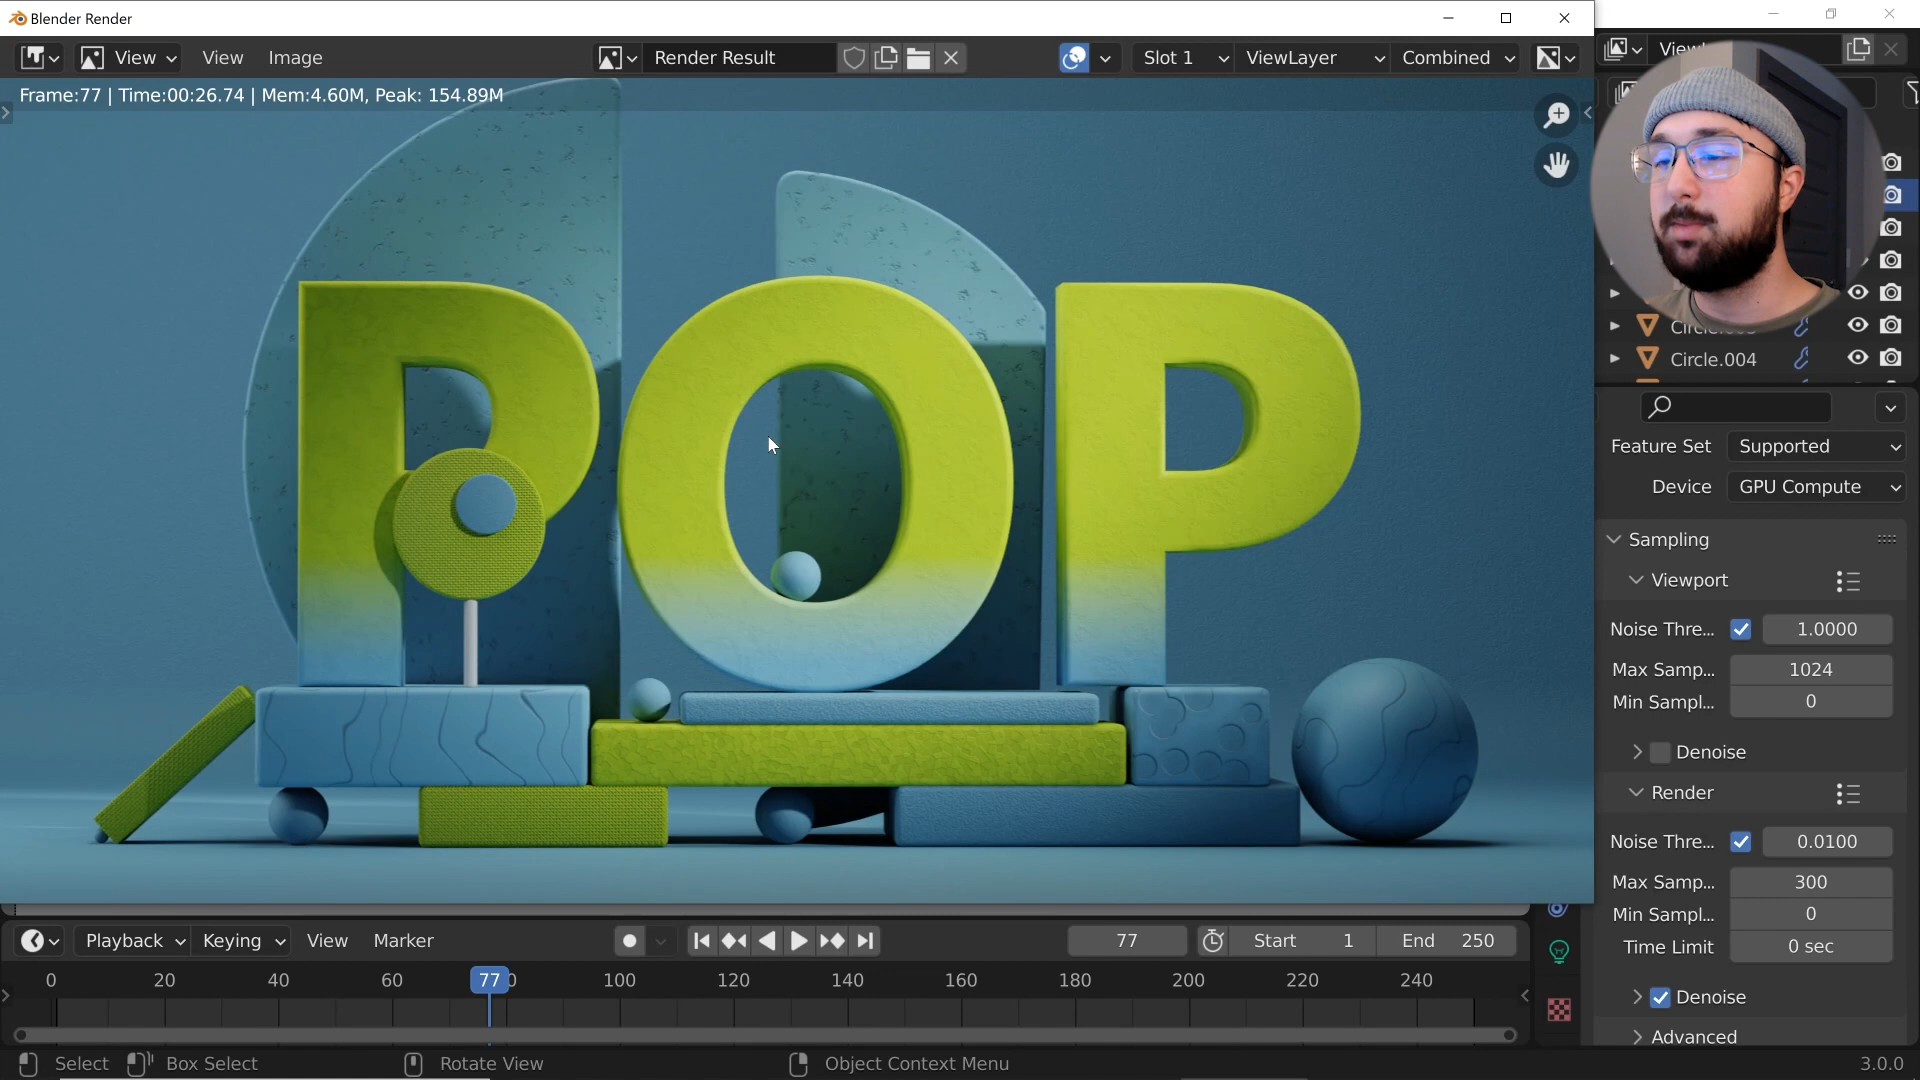 Blender Render
View View Image Render Result Slot 1 ViewLayer Combined
Frame:77 | Time:00:26.74 | Mem:4.60M, Peak: 154.89M
POP
Circle.004
Feature Set Supported
Device GPU Compute
Sampling
Viewport
Noise Thre... 1.0000
Max Samp... 1024
Min Sampl... 0
Denoise
Render
Noise Thre... 0.0100
Max Samp... 300
Min Sampl... 0
Time Limit 0 sec
Denoise
Advanced
Playback Keying View Marker 77 Start 1 End 250
0 20 40 60 77 100 120 140 160 180 200 220 240
Select Box Select Rotate View Object Context Menu 3.0.0